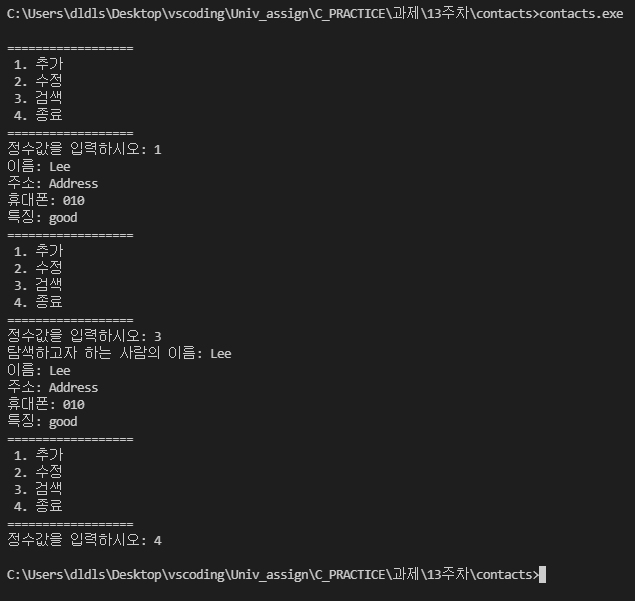 C:\Users\dldls\Desktop\vscoding\Univ_assign\C_PRACTICE\과제\13주차\contacts>contacts.exe
==================
1. 추가
2. 수정
3. 검색
4. 종료
==================
정수값을 입력하시오: 1
이름: Lee
주소: Address
휴대폰: 010
특징: good
==================
1. 추가
2. 수정
3. 검색
4. 종료
==================
정수값을 입력하시오: 3
탐색하고자 하는 사람의 이름: Lee
이름: Lee
주소: Address
휴대폰: 010
특징: good
==================
1. 추가
2. 수정
3. 검색
4. 종료
==================
정수값을 입력하시오: 4
C:\Users\dldls\Desktop\vscoding\Univ_assign\C_PRACTICE\과제\13주차\contacts>